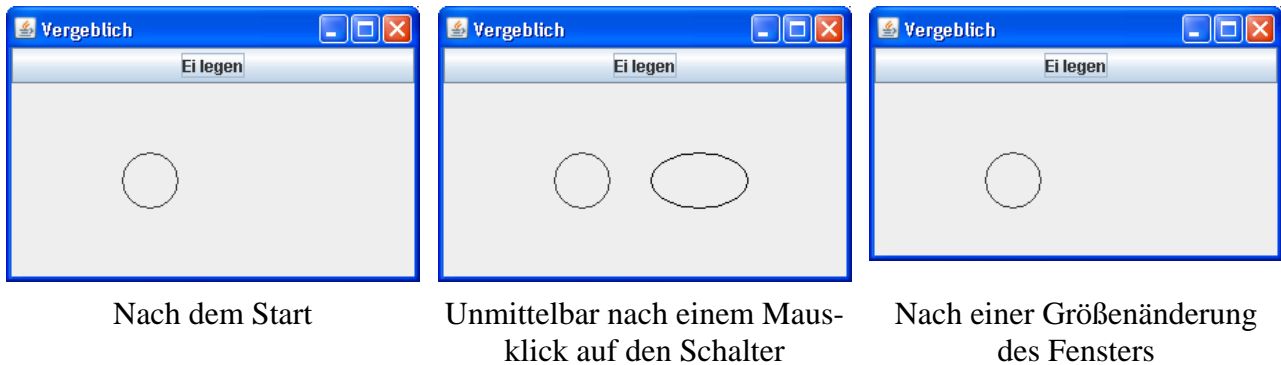 Vergeblich
Ei legen
Nach dem Start
Vergeblich
Ei legen
Unmittelbar nach einem Maus-
klick auf den Schalter
Vergeblich
Ei legen
Nach einer Größenänderung
des Fensters